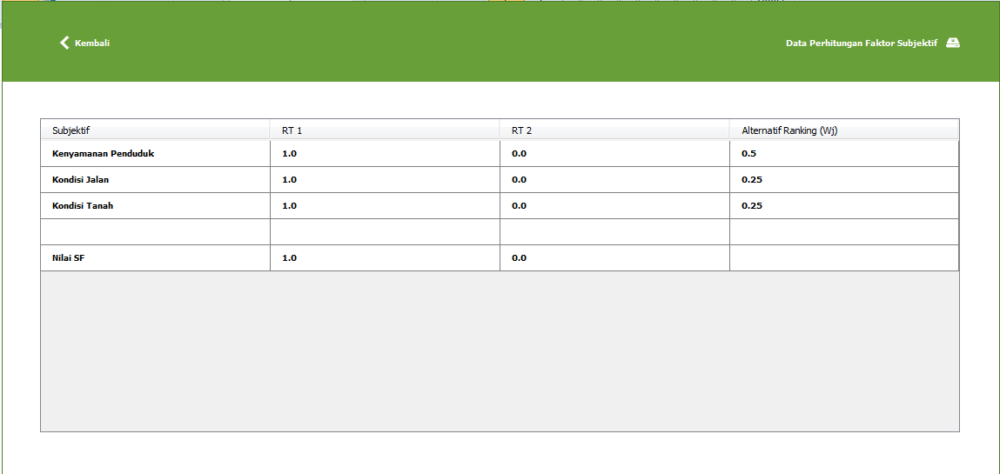 Kembali
Data Perhitungan Faktor Subjektif
Subjektif RT 1 RT 2 Alternatif Ranking (Wj)
Kenyamanan Penduduk 1.0 0.0 0.5
Kondisi Jalan 1.0 0.0 0.25
Kondisi Tanah 1.0 0.0 0.25
Nilai SF 1.0 0.0